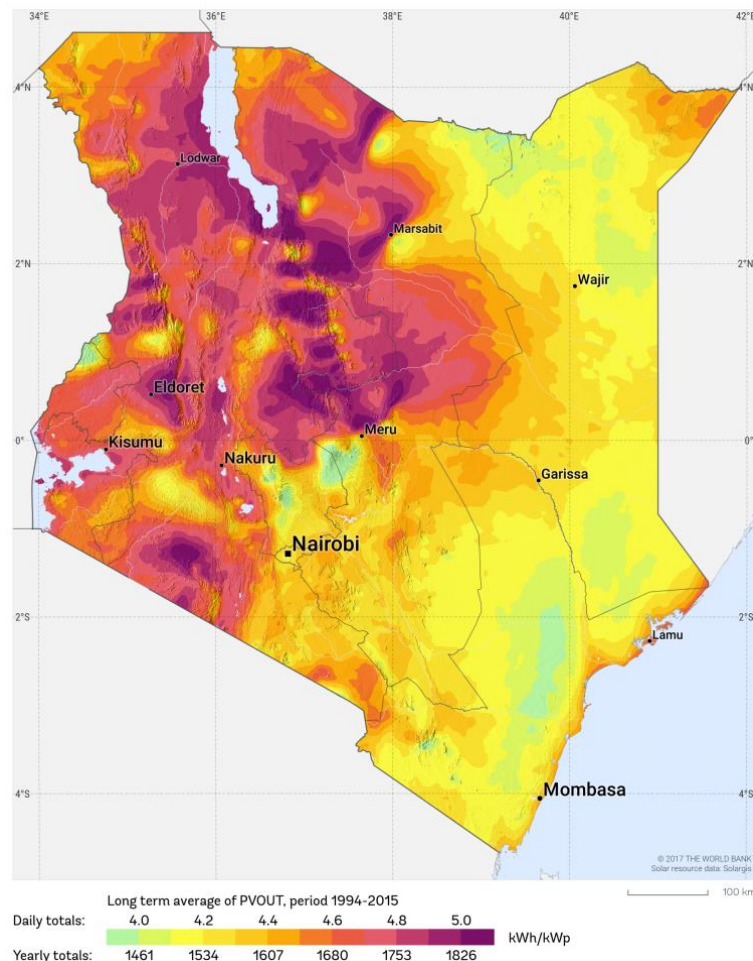 34°E 36°E 38°E 40°E 42°E
4°N 4°N
Lodwar
Marsabit
2°N 2°N
Wajir
Eldoret
Meru
0° 0°
Kisumu
Nakuru
Garissa
Nairobi
2°S 2°S
Lamu
4°S Mombasa 4°S
© 2017 THE WORLD BANK
Solar resource data: Solargis
100 km
Long term average of PVOUT, period 1994-2015
Daily totals: 4.0 4.2 4.4 4.6 4.8 5.0
kWh/kWp
Yearly totals: 1461 1534 1607 1680 1753 1826